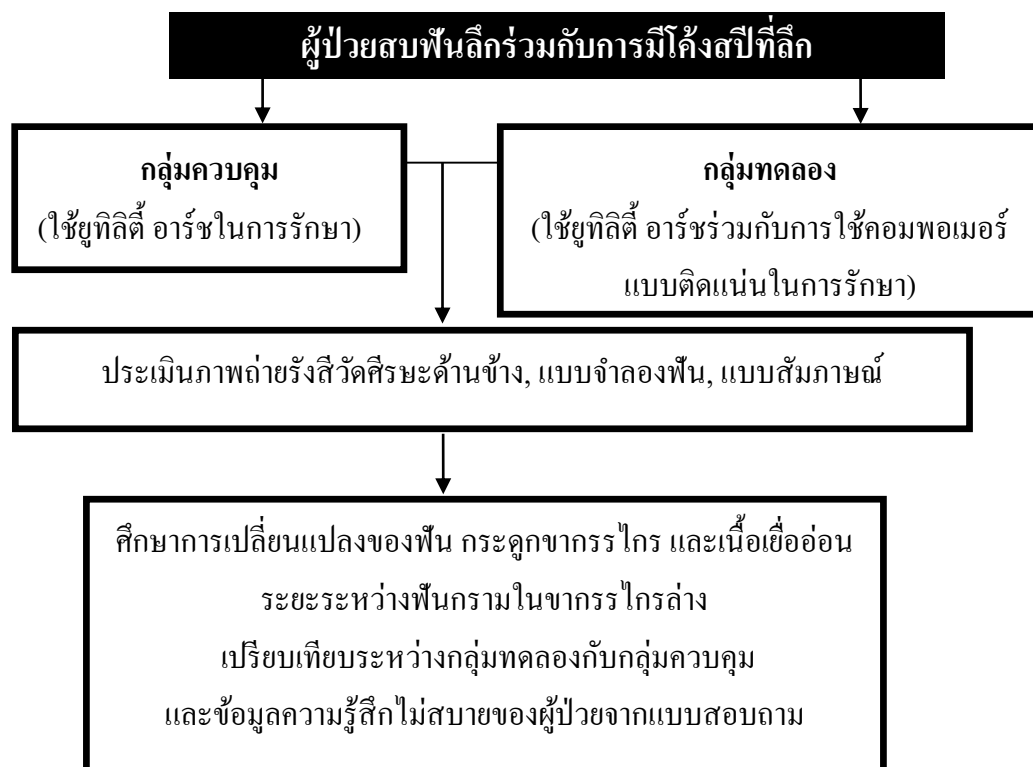 ผู้ป่วยสบฟันลึกร่วมกับการมีโค้งสปีที่ลึก
กลุ่มควบคุม
(ใช้ยูทิลิตี้ อาร์ชในการรักษา)
กลุ่มทดลอง
(ใช้ยูทิลิตี้ อาร์ชร่วมกับการใช้คอมพอเมอร์
แบบติดแน่นในการรักษา)
ประเมินภาพถ่ายรังสีวัดศีรษะด้านข้าง, แบบจำลองฟัน, แบบสัมภาษณ์
ศึกษาการเปลี่ยนแปลงของฟัน กระดูกขากรรไกร และเนื้อเยื่ออ่อน
ระยะระหว่างฟันกรามในขากรรไกรล่าง
เปรียบเทียบระหว่างกลุ่มทดลองกับกลุ่มควบคุม
และข้อมูลความรู้สึกไม่สบายของผู้ป่วยจากแบบสอบถาม